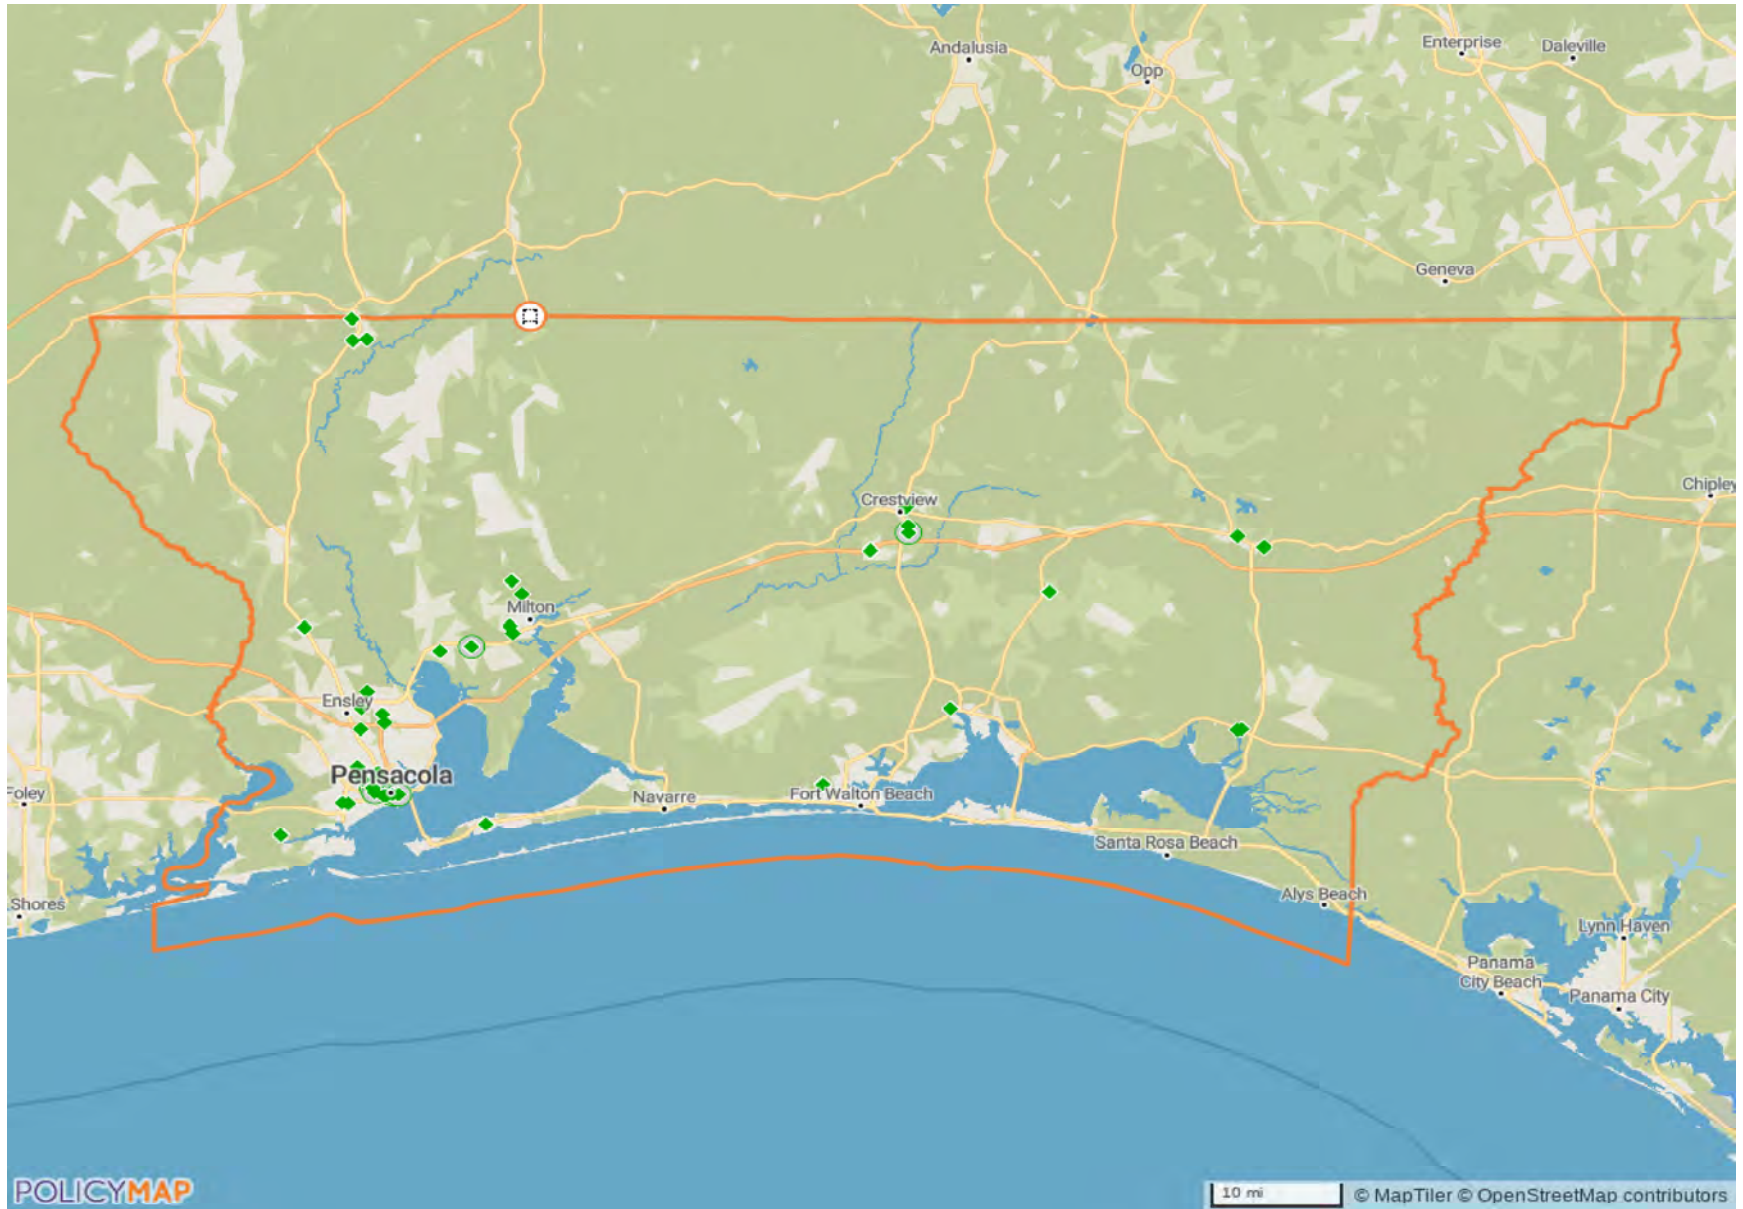 Andalusia
Enterprise
Daleville
Opp
Geneva
Crestview
Chipley
Milton
Ensley
Pensacola
Foley
Navarre
Fort Walton Beach
Santa Rosa Beach
Alys Beach
Shores
Lynn Haven
Panama
City Beach
Panama City
POLICYMAP
10 mi
© MapTiler © OpenStreetMap contributors